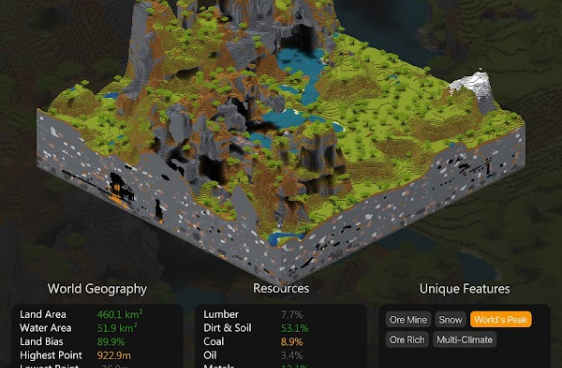 World Geography
Land Area 460.1 km²
Water Area 51.9 km²
Land Bias 89.9%
Highest Point 922.9m
Resources
Lumber 7.7%
Dirt & Soil 53.1%
Coal 8.9%
Oil 3.4%
Unique Features
Ore Mine Snow World's Peak
Ore Rich Multi-Climate